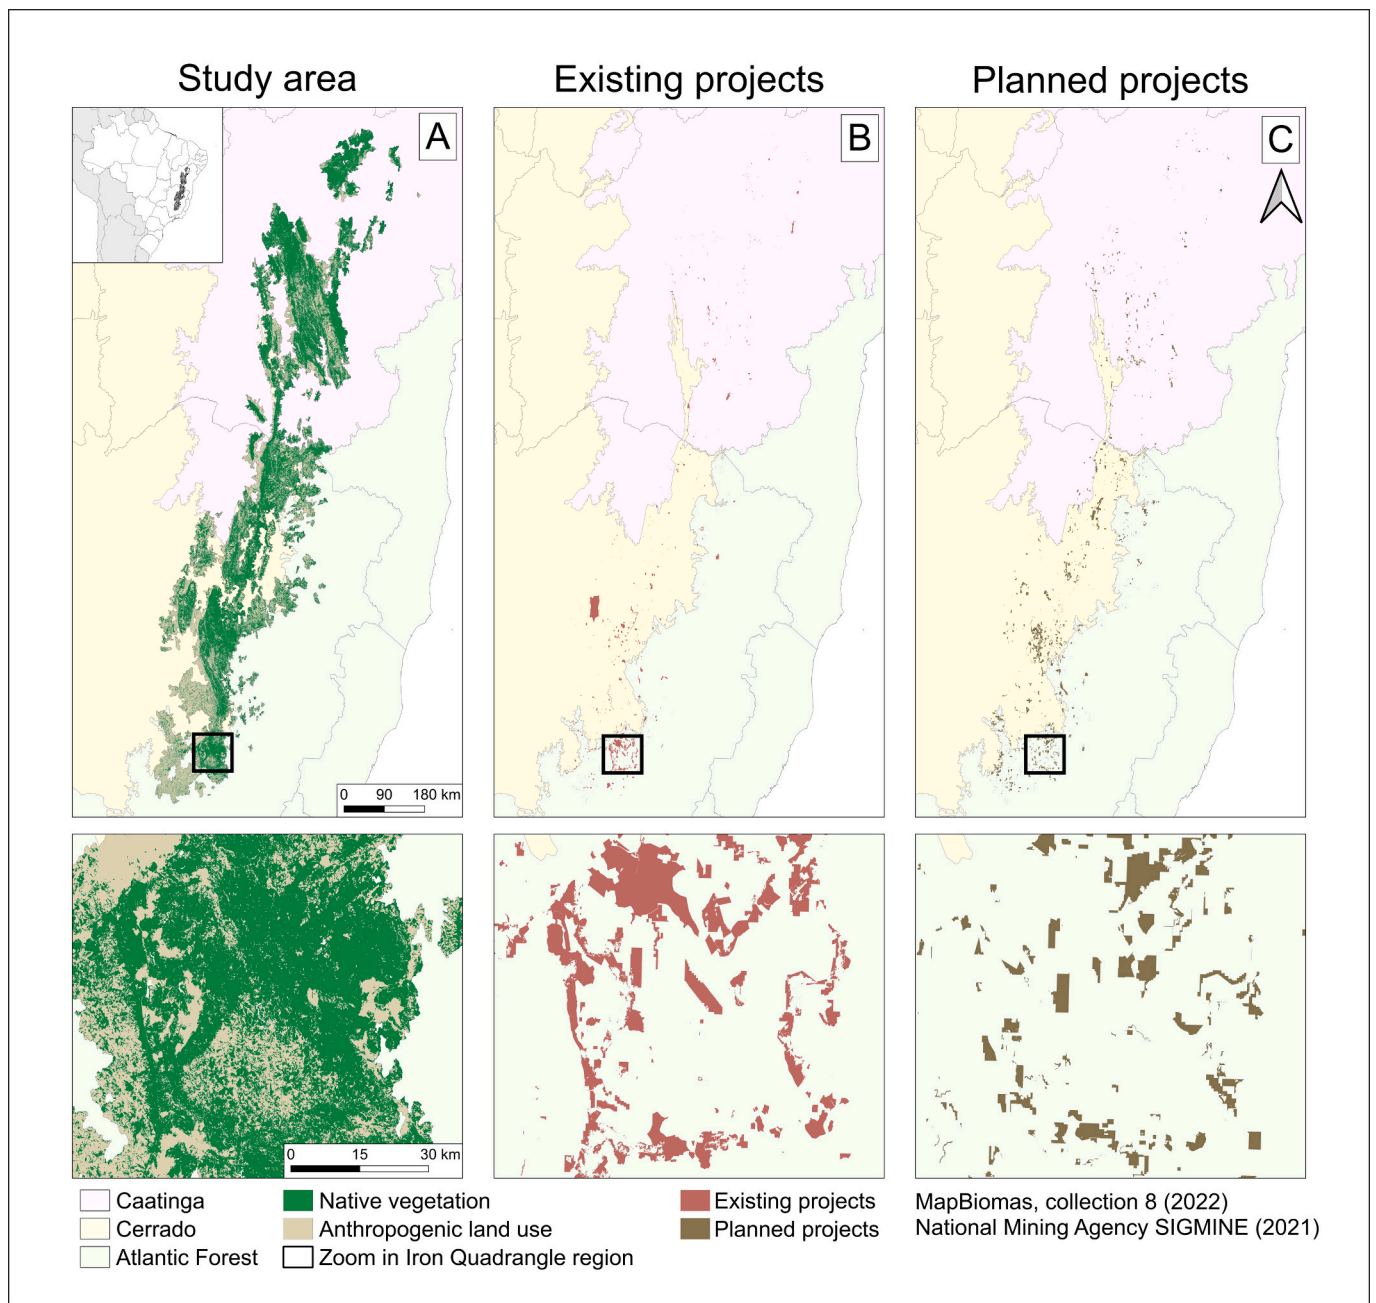 Study area
Existing projects
Planned projects
A
B
C
0 90 180 km
0 15 30 km
Caatinga
Cerrado
Atlantic Forest
Native vegetation
Anthropogenic land use
Zoom in Iron Quadrangle region
Existing projects
Planned projects
MapBiomas, collection 8 (2022)
National Mining Agency SIGMINE (2021)